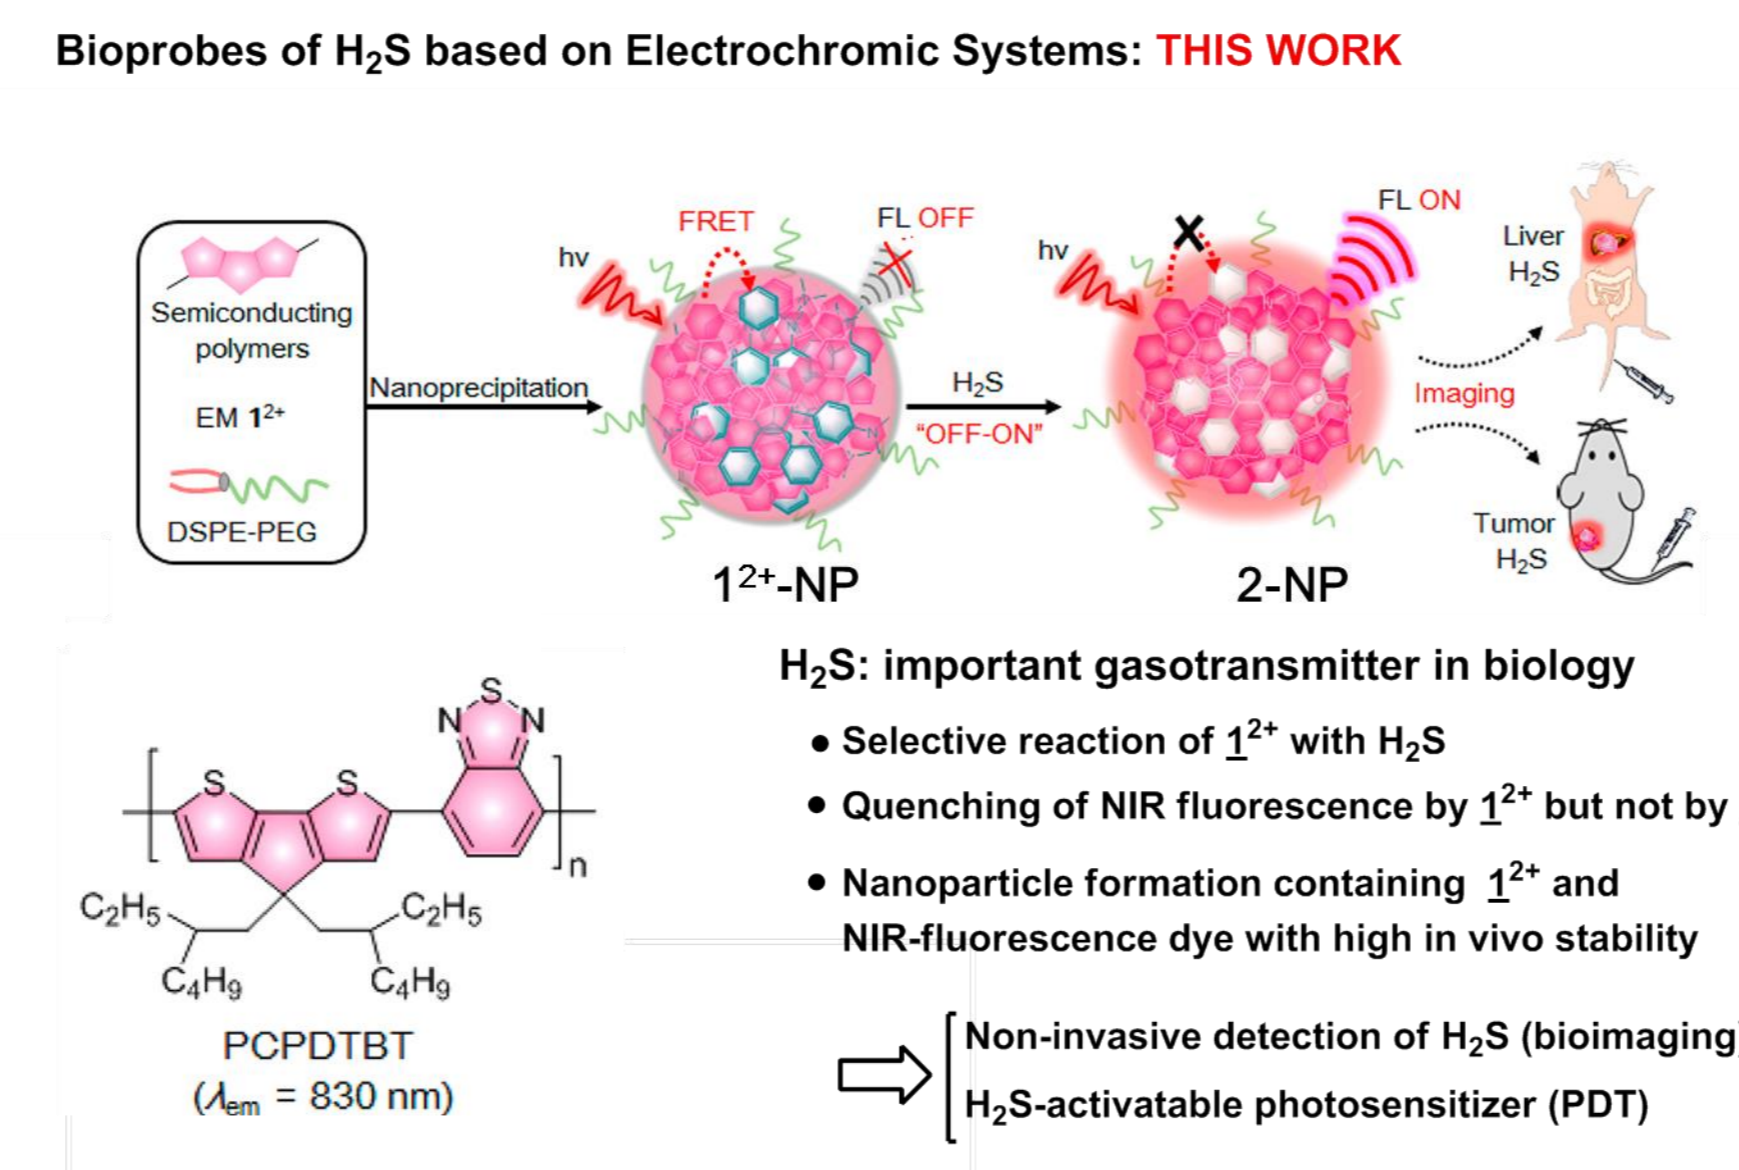 Bioprobes of H₂S based on Electrochromic Systems: THIS WORK
Semiconducting
polymers
EM 1²⁺
DSPE-PEG
Nanoprecipitation
hv
FRET
FL OFF
1²⁺-NP
H₂S
“OFF-ON”
hv
X
FL ON
2-NP
Imaging
Liver
H₂S
Tumor
H₂S
S
N
N
S
S
n
C₂H₅
C₂H₅
C₄H₉
C₄H₉
PCPDTBT
(λem = 830 nm)
H₂S: important gasotransmitter in biology
• Selective reaction of 1²⁺ with H₂S
• Quenching of NIR fluorescence by 1²⁺ but not by
• Nanoparticle formation containing 1²⁺ and
NIR-fluorescence dye with high in vivo stability
Non-invasive detection of H₂S (bioimaging)
H₂S-activatable photosensitizer (PDT)